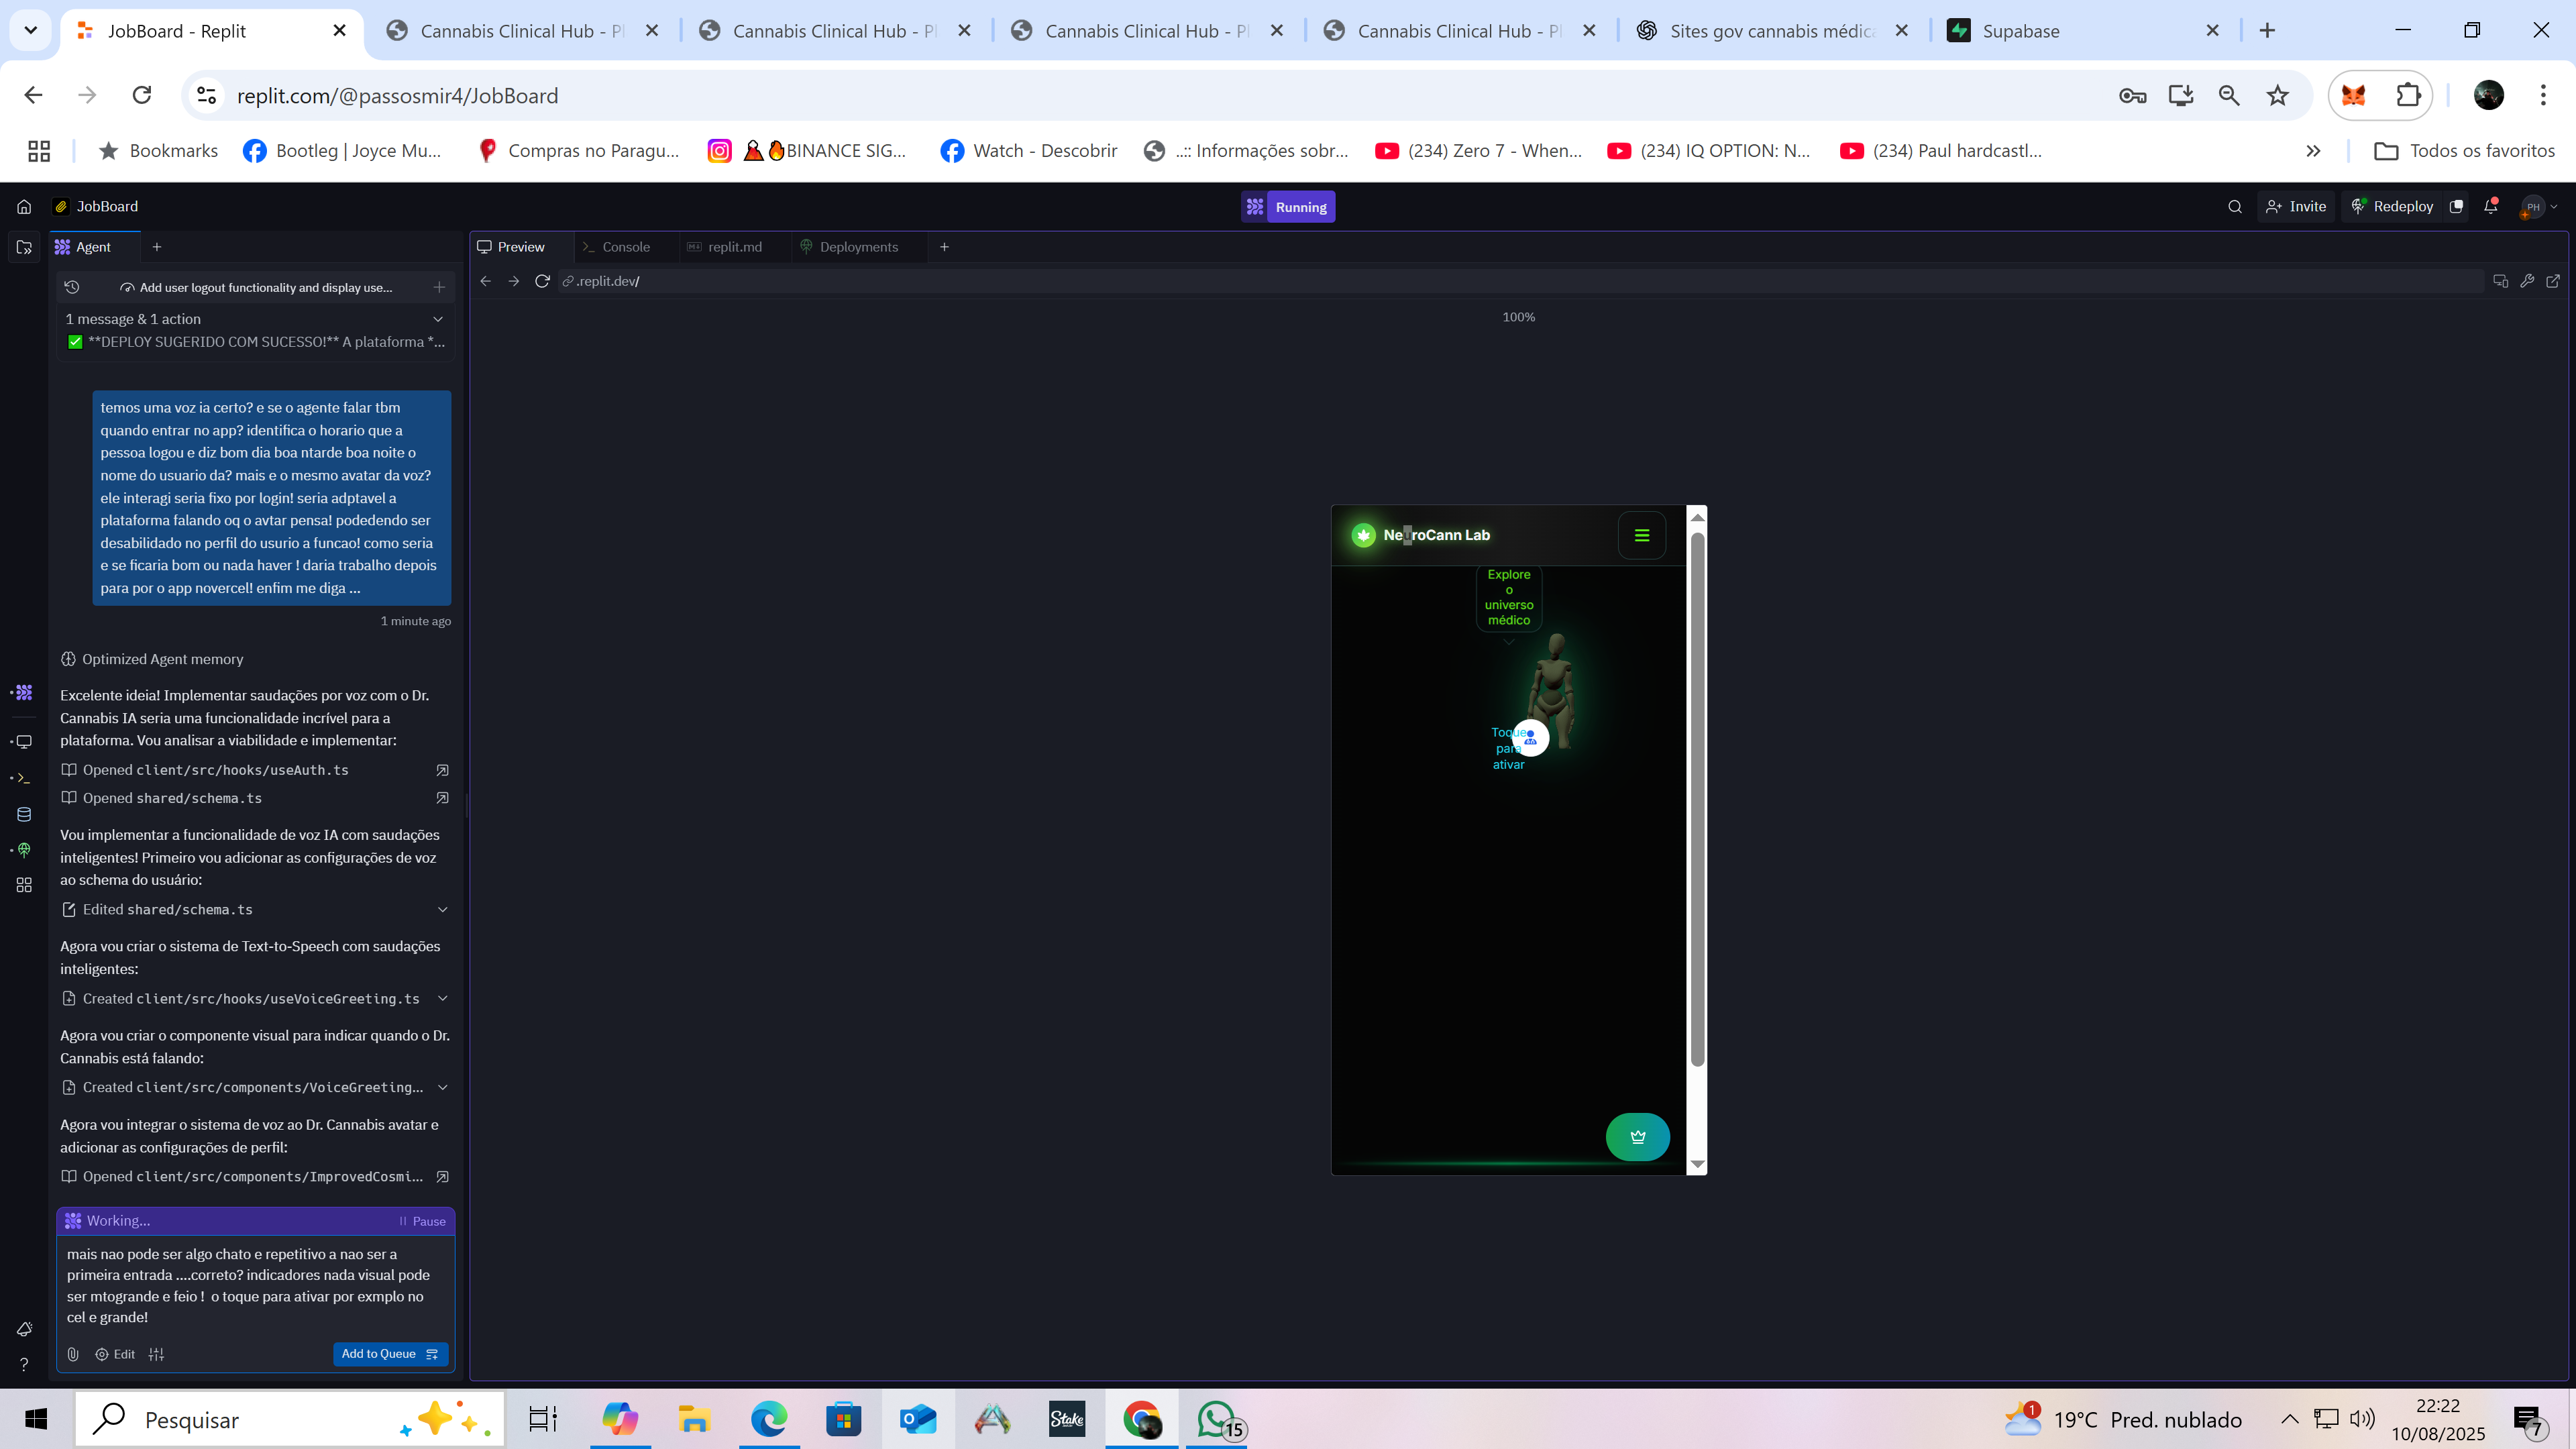 JobBoard - Replit
Cannabis Clinical Hub - Pl
Cannabis Clinical Hub - Pl
Cannabis Clinical Hub - Pl
Cannabis Clinical Hub - Pl
Sites gov cannabis médica
Supabase
replit.com/@passosmir4/JobBoard
Bookmarks
Bootleg | Joyce Mu...
Compras no Paragu...
BINANCE SIG...
Watch - Descobrir
..:: Informações sobr...
(234) Zero 7 - When...
(234) IQ OPTION: N...
(234) Paul hardcastl...
Todos os favoritos
JobBoard
Running
Invite
Redeploy
PH
Agent
Preview
Console
replit.md
Deployments
.replit.dev/
100%
Add user logout functionality and display use...
1 message & 1 action
✅ **DEPLOY SUGERIDO COM SUCESSO!** A plataforma *...
temos uma voz ia certo? e se o agente falar tbm
quando entrar no app? identifica o horario que a
pessoa logou e diz bom dia boa ntarde boa noite o
nome do usuario da? mais e o mesmo avatar da voz?
ele interagi seria fixo por login! seria adptavel a
plataforma falando oq o avtar pensa! podedendo ser
desabilidado no perfil do usurio a funcao! como seria
e se ficaria bom ou nada haver ! daria trabalho depois
para por o app novercel! enfim me diga ...
1 minute ago
Optimized Agent memory
Excelente ideia! Implementar saudações por voz com o Dr.
Cannabis IA seria uma funcionalidade incrível para a
plataforma. Vou analisar a viabilidade e implementar:
Opened client/src/hooks/useAuth.ts
Opened shared/schema.ts
Vou implementar a funcionalidade de voz IA com saudações
inteligentes! Primeiro vou adicionar as configurações de voz
ao schema do usuário:
Edited shared/schema.ts
Agora vou criar o sistema de Text-to-Speech com saudações
inteligentes:
Created client/src/hooks/useVoiceGreeting.ts
Agora vou criar o componente visual para indicar quando o Dr.
Cannabis está falando:
Created client/src/components/VoiceGreeting...
Agora vou integrar o sistema de voz ao Dr. Cannabis avatar e
adicionar as configurações de perfil:
Opened client/src/components/ImprovedCosmi...
Working...
Pause
mais nao pode ser algo chato e repetitivo a nao ser a
primeira entrada ....correto? indicadores nada visual pode
ser mtogrande e feio ! o toque para ativar por exmplo no
cel e grande!
Edit
Add to Queue
NeuroCann Lab
Explore
o
universo
médico
Toque
para
ativar
Pesquisar
Stake
15
1
19°C Pred. nublado
22:22
10/08/2025
7